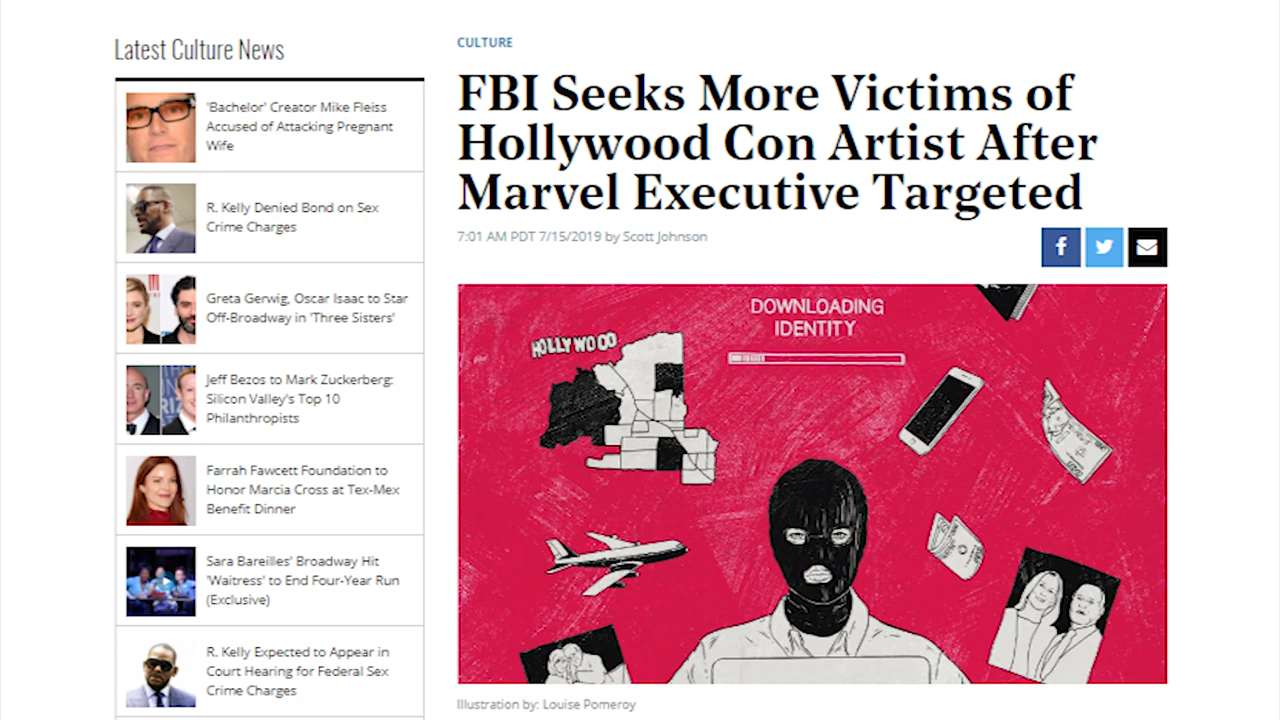 Latest Culture News
'Bachelor' Creator Mike Fleiss
Accused of Attacking Pregnant
Wife
R. Kelly Denied Bond on Sex
Crime Charges
Greta Gerwig, Oscar Isaac to Star
Off-Broadway in 'Three Sisters'
Jeff Bezos to Mark Zuckerberg:
Silicon Valley's Top 10
Philanthropists
Farrah Fawcett Foundation to
Honor Marcia Cross at Tex-Mex
Benefit Dinner
Sara Bareilles' Broadway Hit
'Waitress' to End Four-Year Run
(Exclusive)
R. Kelly Expected to Appear in
Court Hearing for Federal Sex
Crime Charges
CULTURE
FBI Seeks More Victims of
Hollywood Con Artist After
Marvel Executive Targeted
7:01 AM PDT 7/15/2019 by Scott Johnson
DOWNLOADING
IDENTITY
HOLLYWOOD
Illustration by: Louise Pomeroy